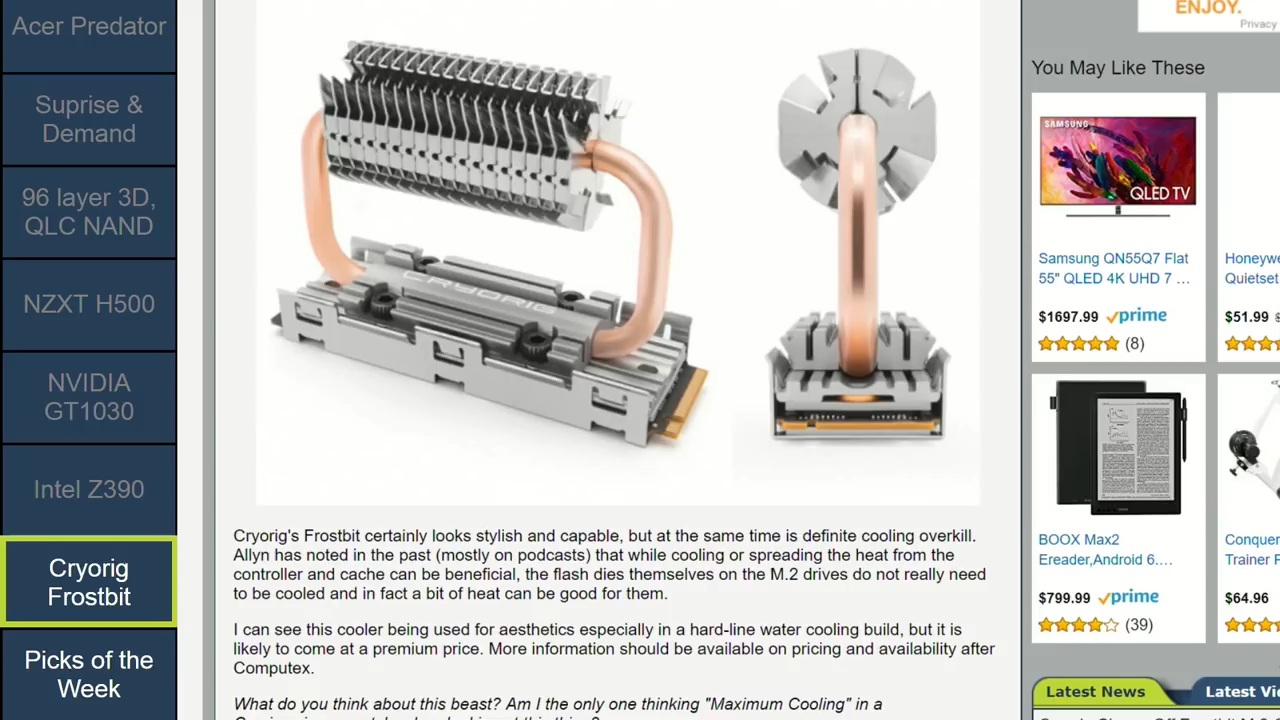 Acer Predator
Suprise &
Demand
96 layer 3D,
QLC NAND
NZXT H500
NVIDIA
GT1030
Intel Z390
Cryorig
Frostbit
Picks of the
Week
CRYORIG
Cryorig's Frostbit certainly looks stylish and capable, but at the same time is definite cooling overkill.
Allyn has noted in the past (mostly on podcasts) that while cooling or spreading the heat from the
controller and cache can be beneficial, the flash dies themselves on the M.2 drives do not really need
to be cooled and in fact a bit of heat can be good for them.
I can see this cooler being used for aesthetics especially in a hard-line water cooling build, but it is
likely to come at a premium price. More information should be available on pricing and availability after
Computex.
What do you think about this beast? Am I the only one thinking "Maximum Cooling" in a
ENJOY.
Privacy
You May Like These
SAMSUNG
QLED TV
Samsung QN55Q7 Flat
55" QLED 4K UHD 7 ...
$1697.99 prime
(8)
Honeywe
Quietset
$51.99
BOOX Max2
Ereader,Android 6....
$799.99 prime
(39)
Conquer
Trainer F
$64.96
Latest News
Latest Vi